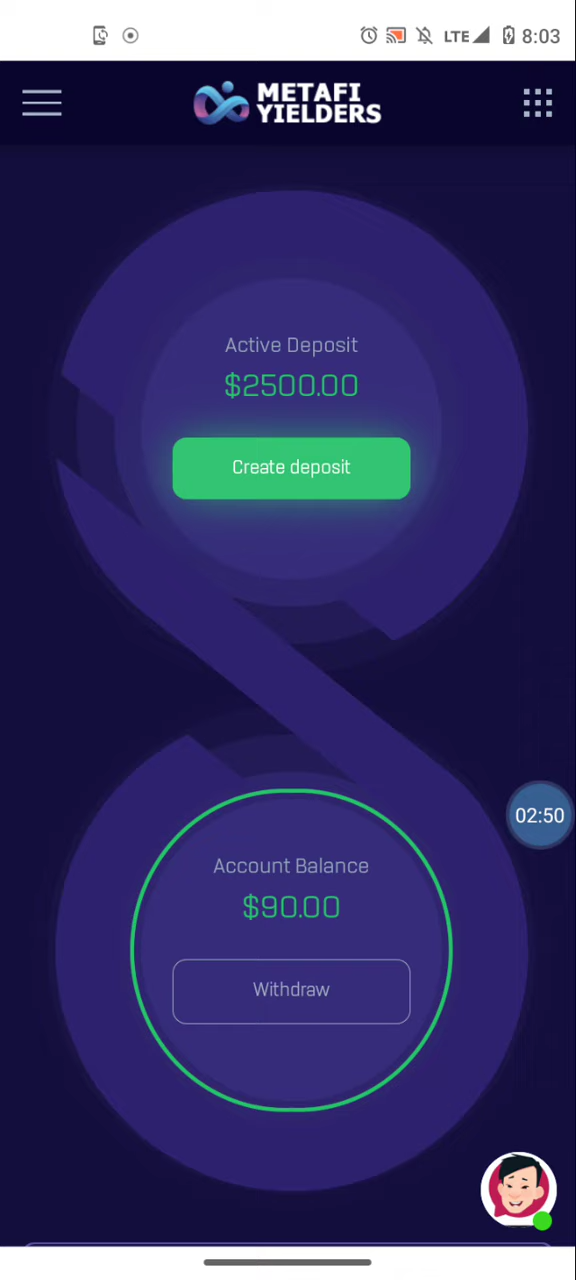 LTE 8:03
METAFI
YIELDERS
Active Deposit
$2500.00
Create deposit
02:50
Account Balance
$90.00
Withdraw